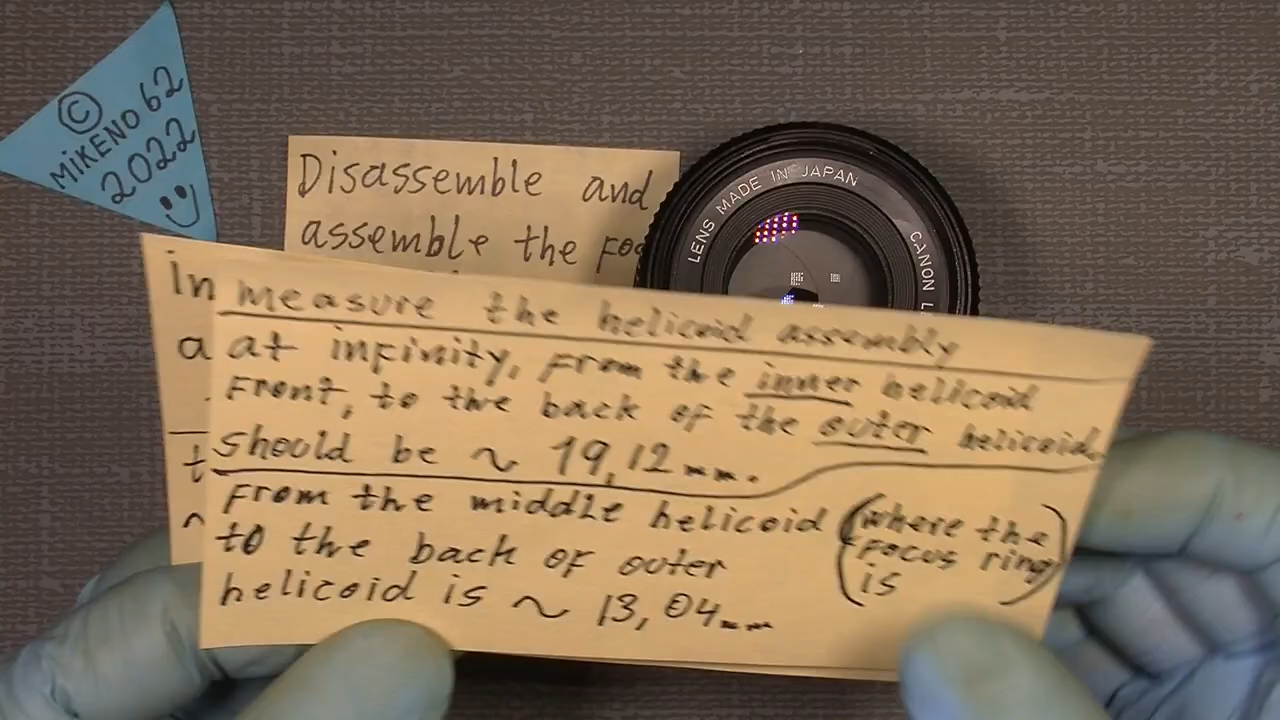 © MIKENO62
2022
Disassemble and
assemble the foc
LENS MADE IN JAPAN
CANON L
in
a
t
measure the helicoid assembly
at infinity, from the inner helicoid
front, to the back of the outer helicoid
should be ~ 19,12mm.
from the middle helicoid (where the
focus ring
is)
to the back of outer
helicoid is ~ 13,04mm